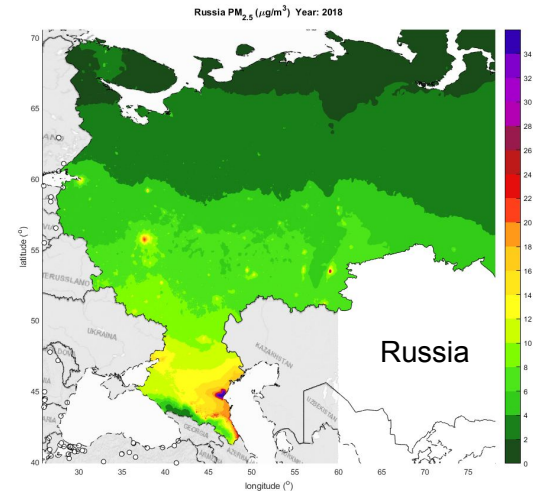 Russia PM2.5 (μg/m3) Year: 2018
70
65
60
55
50
45
40
30 35 40 45 50 55 60 65 70 75
latitude (o)
longitude (o)
34
32
30
28
26
24
22
20
18
16
14
12
10
8
6
4
2
0
UKRAINA
KAZAKHSTAN
Russia
UZBEKISTAN
GEORGIA